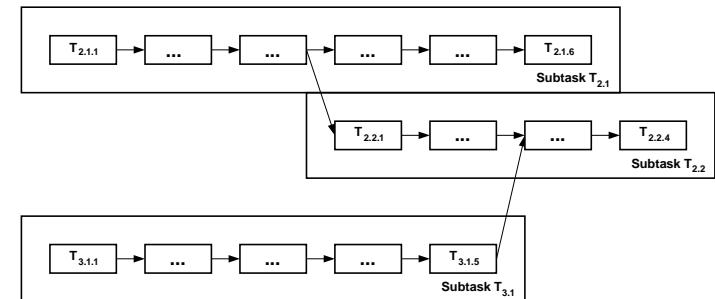 T2.1.1 ... ... ... ... T2.1.6
Subtask T2.1
T2.2.1 ... ... T2.2.4
Subtask T2.2
T3.1.1 ... ... ... T3.1.5
Subtask T3.1